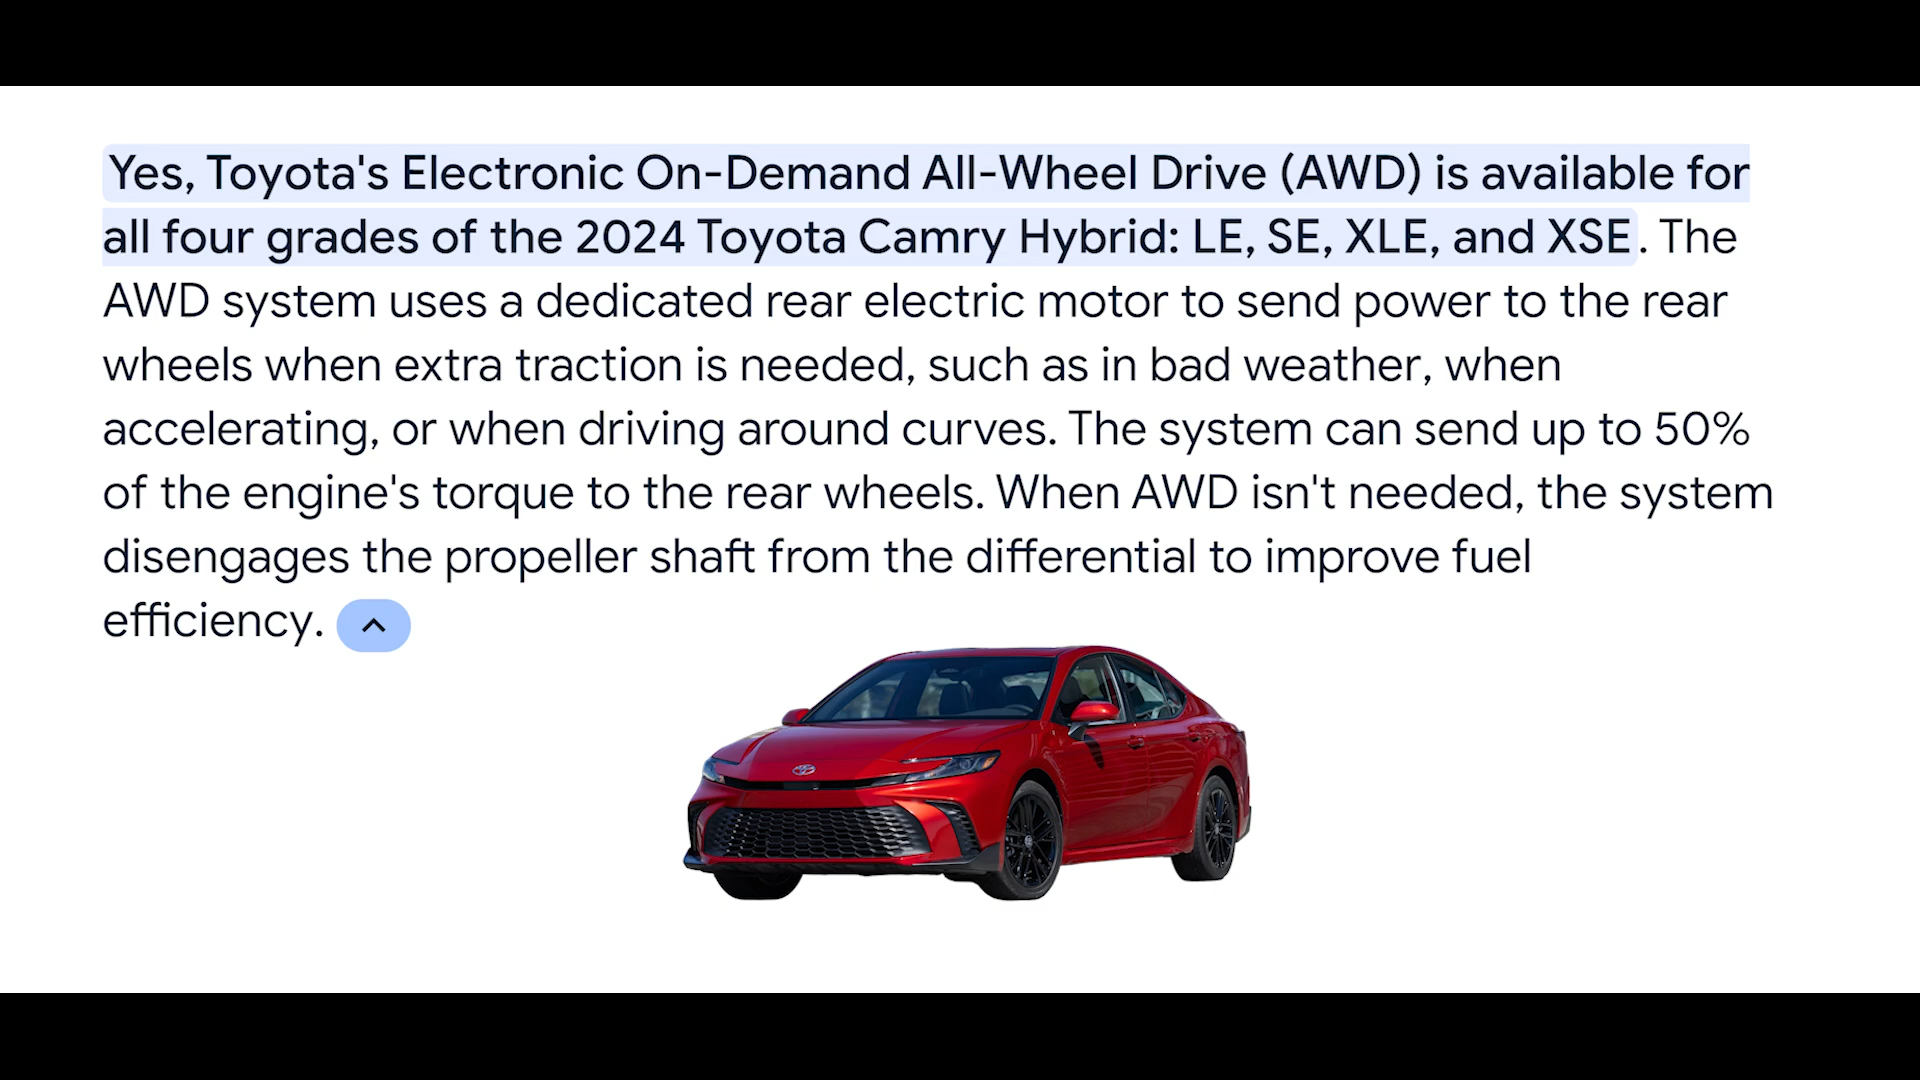 Yes, Toyota's Electronic On-Demand All-Wheel Drive (AWD) is available for
all four grades of the 2024 Toyota Camry Hybrid: LE, SE, XLE, and XSE. The
AWD system uses a dedicated rear electric motor to send power to the rear
wheels when extra traction is needed, such as in bad weather, when
accelerating, or when driving around curves. The system can send up to 50%
of the engine's torque to the rear wheels. When AWD isn't needed, the system
disengages the propeller shaft from the differential to improve fuel
efficiency.